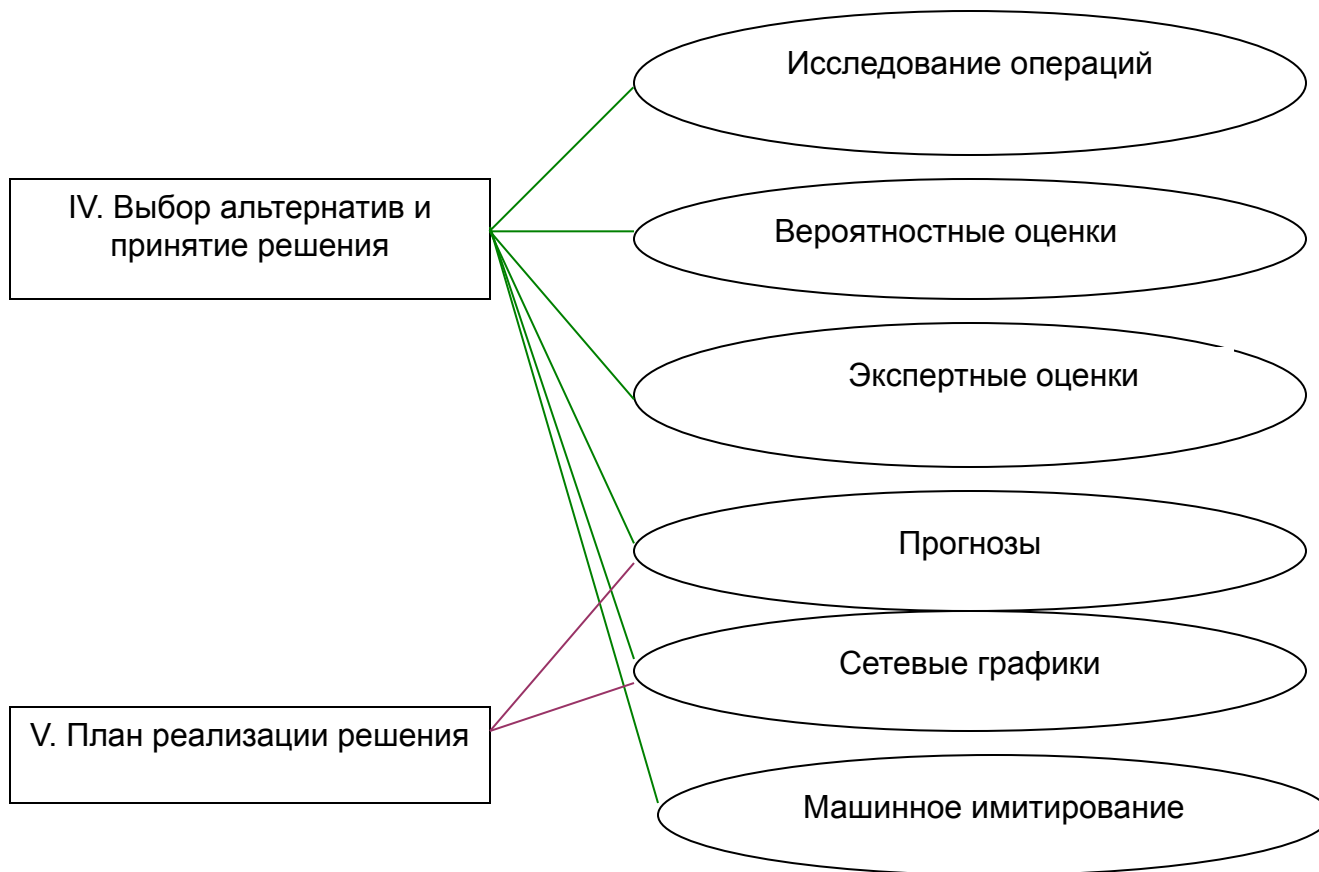 Исследование операций
IV. Выбор альтернатив и
принятие решения
Вероятностные оценки
Экспертные оценки
Прогнозы
Сетевые графики
V. План реализации решения
Машинное имитирование